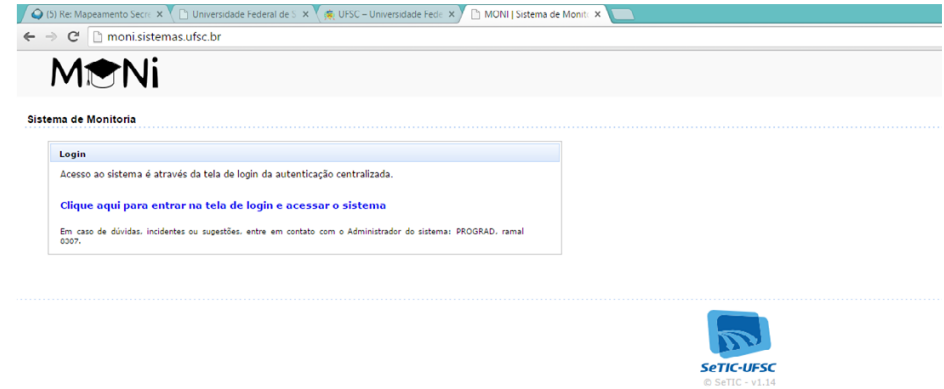 (5) Re: Mapeamento Secre
Universidade Federal de S
UFSC – Universidade Fede
MONI | Sistema de Monito
moni.sistemas.ufsc.br
MONi
Sistema de Monitoria
Login
Acesso ao sistema é através da tela de login da autenticação centralizada.
Clique aqui para entrar na tela de login e acessar o sistema
Em caso de dúvidas, incidentes ou sugestões, entre em contato com o Administrador do sistema: PROGRAD, ramal
8307.
SeTIC-UFSC
© SeTIC - v1.14